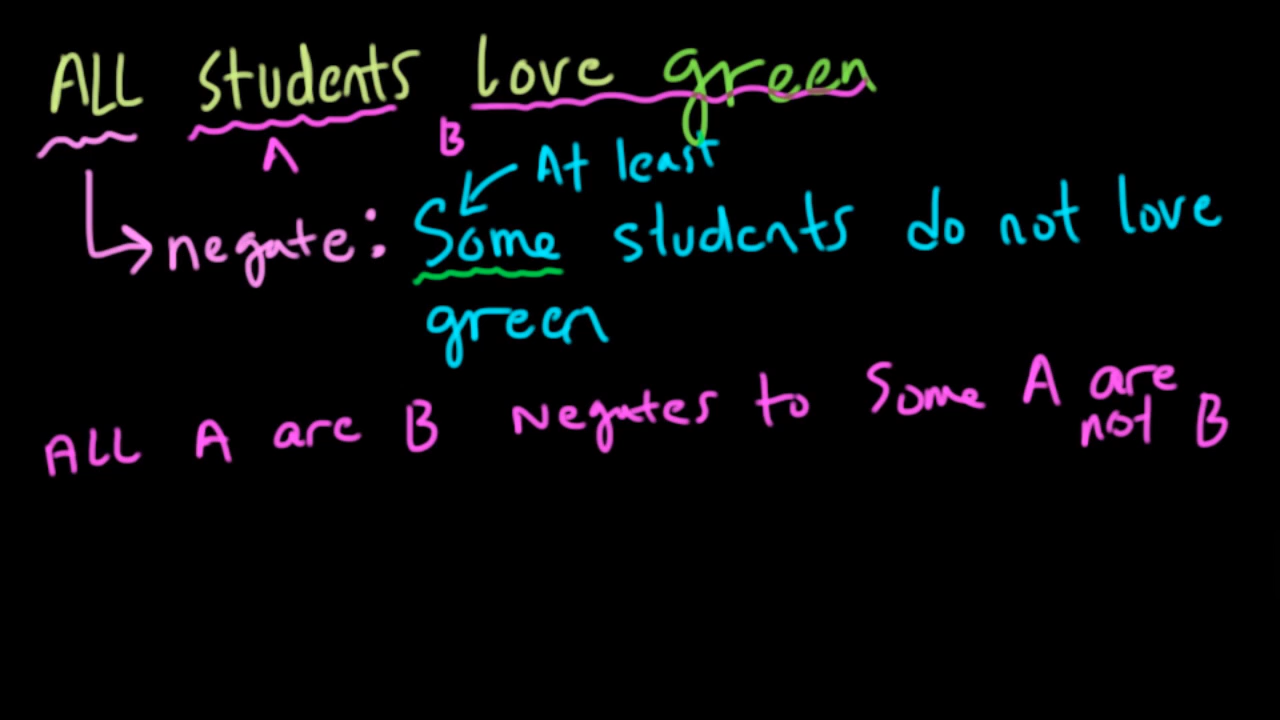 ALL students love green
A
B
At least
negate: Some students do not love
green
ALL A are B Negates to Some A are
not B